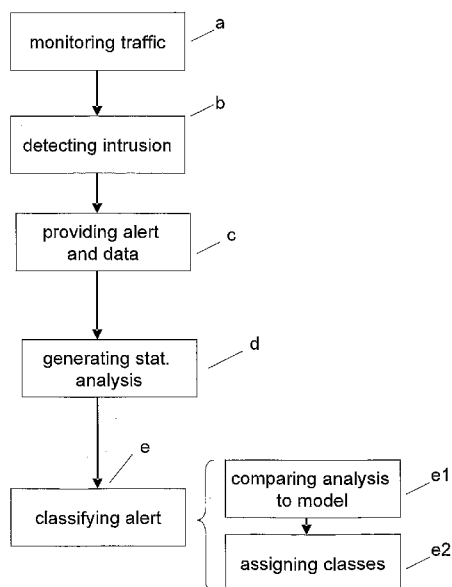 monitoring traffic
a
b
detecting intrusion
providing alert
and data
c
generating stat.
analysis
d
e
classifying alert
comparing analysis
to model
e1
assigning classes
e2